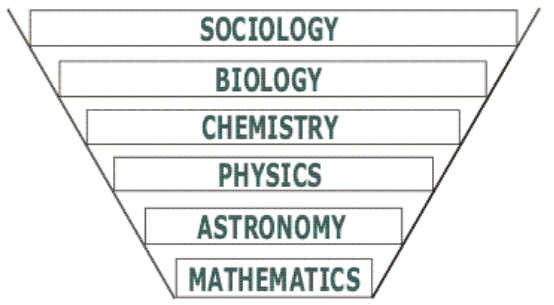 SOCIOLOGY
BIOLOGY
CHEMISTRY
PHYSICS
ASTRONOMY
MATHEMATICS